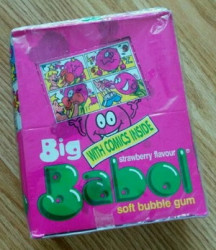 Big
WITH COMICS INSIDE
strawberry flavour
Babol
soft bubble gum